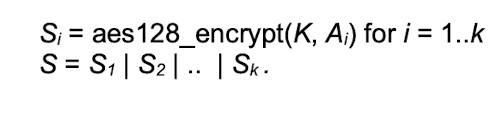 Sᵢ = aes128_encrypt(K, Aᵢ) for i = 1..k
S = S₁ | S₂ | .. | Sₖ.